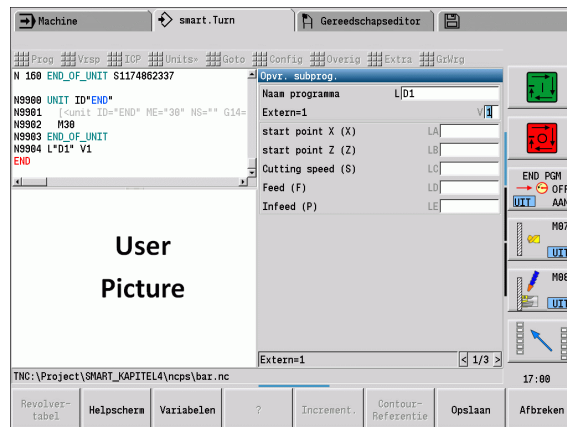 Machine
smart.Turn
Gereedschapseditor
Prog Vrsp ICP Units» Goto Config Overig Extra GrWrg
N 160 END_OF_UNIT S1174862337
N9900 UNIT ID"END"
N9901 [<unit ID="END" ME="30" NS="" G14=
N9902 M30
N9903 END_OF_UNIT
N9904 L"D1" V1
END
Opvr. subprog.
Naam programma L D1
Extern=1 V 1
start point X (X) LA
start point Z (Z) LB
Cutting speed (S) LC
Feed (F) LD
Infeed (P) LE
User
Picture
Extern=1 < 1/3 >
END PGM
OFF
UIT AAN
M07
UIT
M08
UIT
TNC:\Project\SMART_KAPITEL4\ncps\bar.nc
17:00
Revolver-
tabel
Helpscherm
Variabelen
?
Increment.
Contour-
Referentie
Opslaan
Afbreken